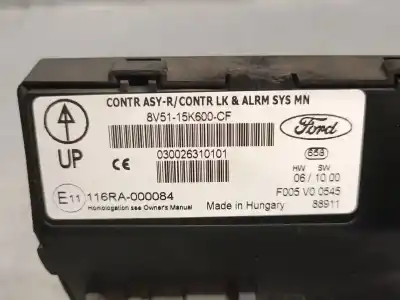 CONTR ASY-R/CONTR LK & ALRM SYS MN
8V51-15K600-CF
Ford
UP
CE
030026310101
656
HW SW
06/10 00
E11 116RA-000084
Homologation see Owner's Manual
Made in Hungary
F005 V0 0545
88911